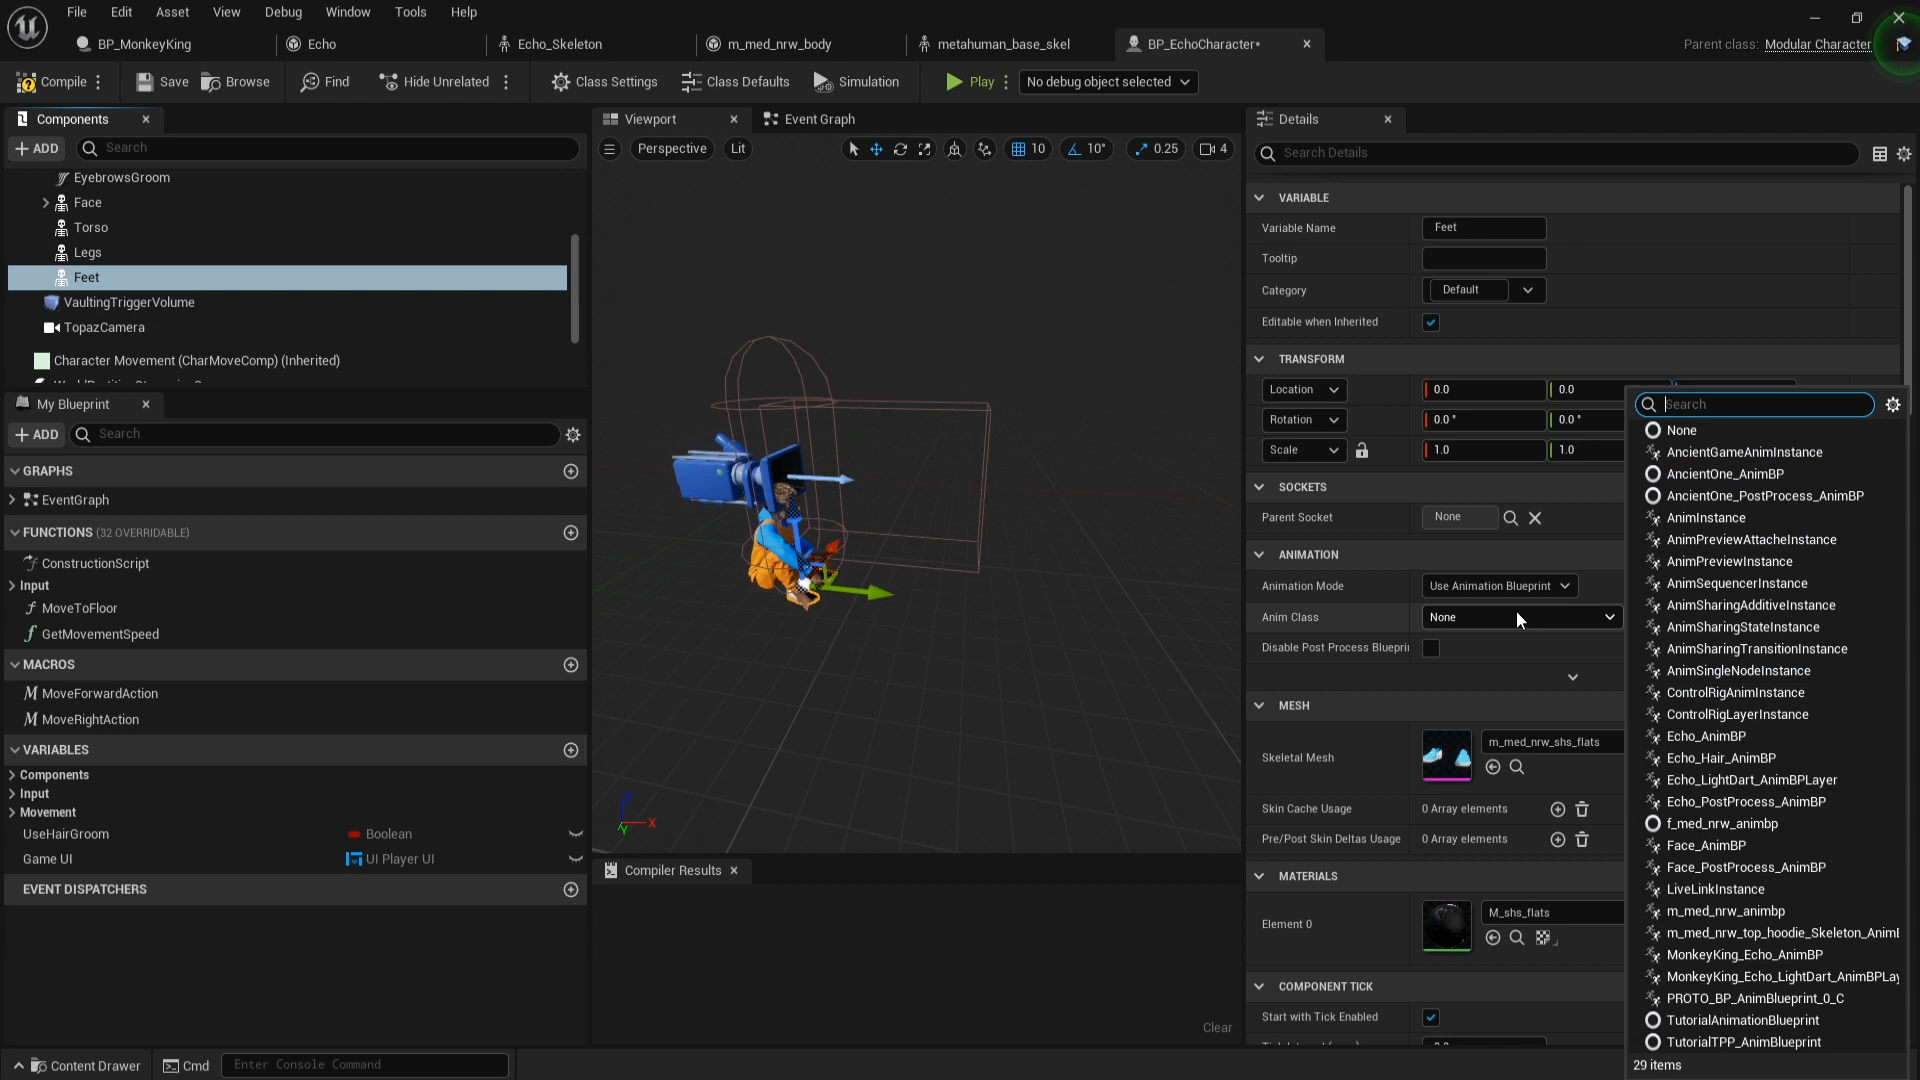 File Edit Asset View Debug Window Tools Help
BP_MonkeyKing Echo Echo_Skeleton m_med_nrw_body metahuman_base_skel BP_EchoCharacter* Parent class: Modular Character
Compile Save Browse Find Hide Unrelated Class Settings Class Defaults Simulation Play No debug object selected
Components
ADD Search
EyebrowsGroom
Face
Torso
Legs
Feet
VaultingTriggerVolume
TopazCamera
Character Movement (CharMoveComp) (Inherited)
My Blueprint
ADD Search
GRAPHS
EventGraph
FUNCTIONS (32 OVERRIDABLE)
ConstructionScript
Input
MoveToFloor
GetMovementSpeed
MACROS
MoveForwardAction
MoveRightAction
VARIABLES
Components
Input
Movement
UseHairGroom Boolean
Game UI UI Player UI
EVENT DISPATCHERS
Viewport Event Graph
Perspective Lit 10 10° 0.25 4
X
Y
Compiler Results
Clear
Details
Search Details
VARIABLE
Variable Name Feet
Tooltip
Category Default
Editable when Inherited
TRANSFORM
Location 0.0 0.0
Rotation 0.0° 0.0°
Scale 1.0 1.0
SOCKETS
Parent Socket None
ANIMATION
Animation Mode Use Animation Blueprint
Anim Class None
Disable Post Process Bluepri
MESH
Skeletal Mesh m_med_nrw_shs_flats
Skin Cache Usage 0 Array elements
Pre/Post Skin Deltas Usage 0 Array elements
MATERIALS
Element 0 M_shs_flats
COMPONENT TICK
Start with Tick Enabled
Search
None
AncientGameAnimInstance
AncientOne_AnimBP
AncientOne_PostProcess_AnimBP
AnimInstance
AnimPreviewAttacheInstance
AnimPreviewInstance
AnimSequencerInstance
AnimSharingAdditiveInstance
AnimSharingStateInstance
AnimSharingTransitionInstance
AnimSingleNodeInstance
ControlRigAnimInstance
ControlRigLayerInstance
Echo_AnimBP
Echo_Hair_AnimBP
Echo_LightDart_AnimBPLayer
Echo_PostProcess_AnimBP
f_med_nrw_animbp
Face_AnimBP
Face_PostProcess_AnimBP
LiveLinkInstance
m_med_nrw_animbp
m_med_nrw_top_hoodie_Skeleton_Anim
MonkeyKing_Echo_AnimBP
MonkeyKing_Echo_LightDart_AnimBPLay
PROTO_BP_AnimBlueprint_0_C
TutorialAnimationBlueprint
TutorialTPP_AnimBlueprint
29 items
Content Drawer Cmd Enter Console Command